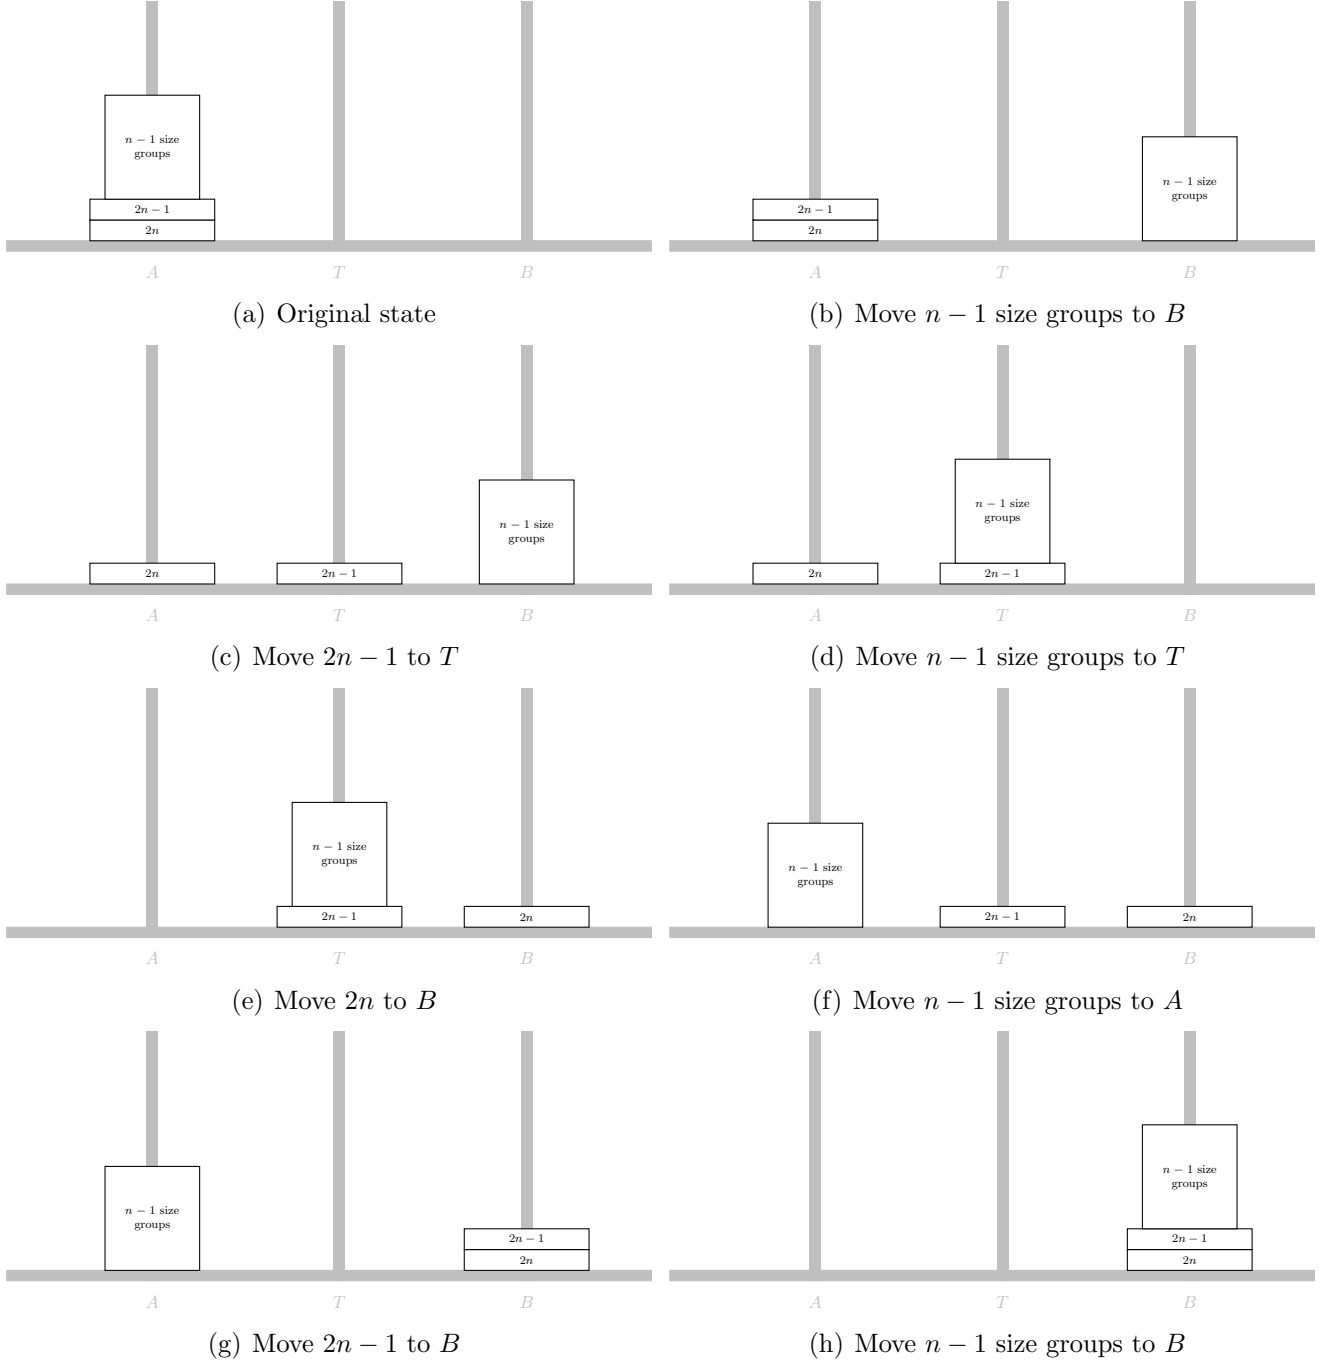 n − 1 size
groups
2n − 1
2n
A T B
(a) Original state
n − 1 size
groups
2n − 1
2n
A T B
(b) Move n − 1 size groups to B
n − 1 size
groups
2n 2n − 1
A T B
(c) Move 2n − 1 to T
n − 1 size
groups
2n 2n − 1
A T B
(d) Move n − 1 size groups to T
n − 1 size
groups
2n − 1 2n
A T B
(e) Move 2n to B
n − 1 size
groups
2n − 1 2n
A T B
(f) Move n − 1 size groups to A
n − 1 size
groups
2n − 1
2n
A T B
(g) Move 2n − 1 to B
n − 1 size
groups
2n − 1
2n
A T B
(h) Move n − 1 size groups to B